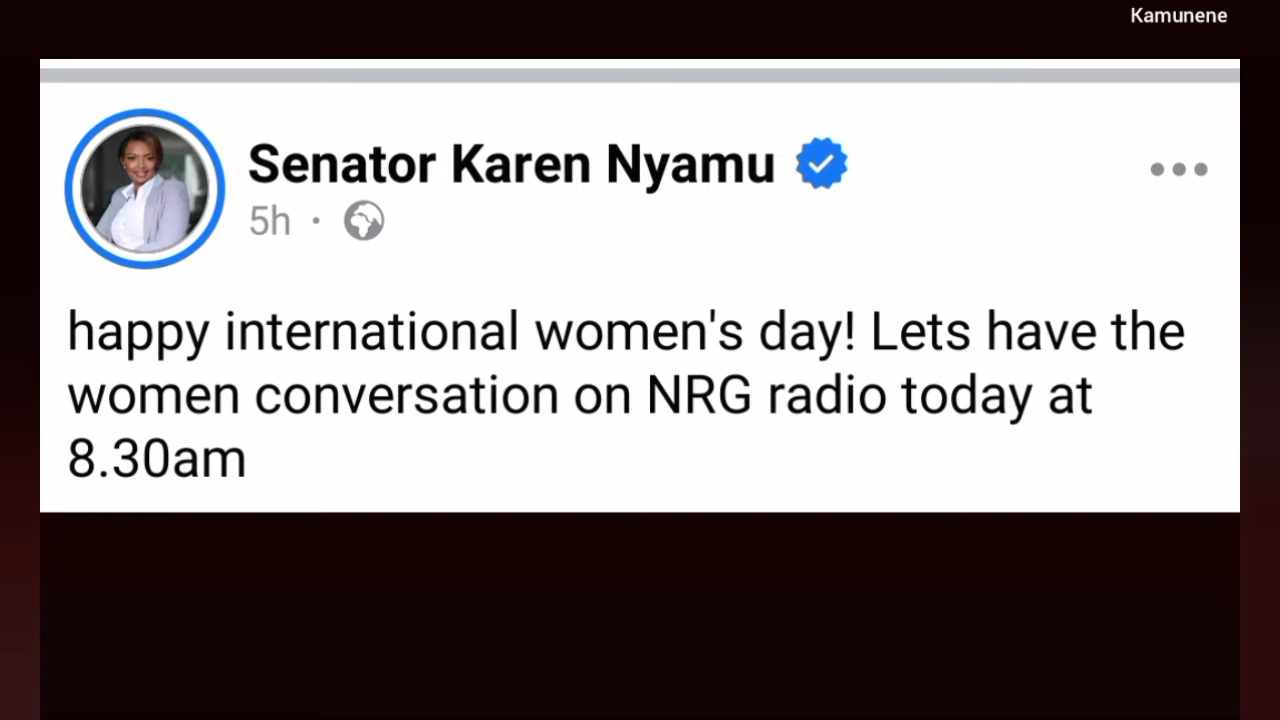 Kamunene
Senator Karen Nyamu
5h ·
happy international women's day! Lets have the
women conversation on NRG radio today at
8.30am